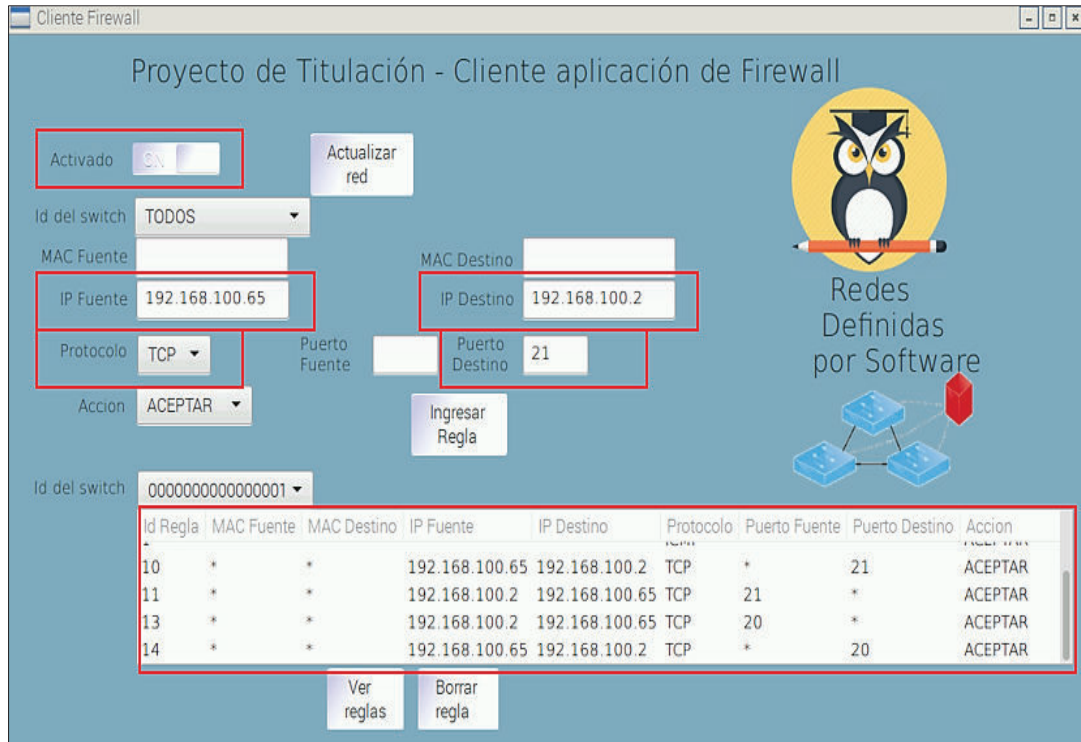 Cliente Firewall
Proyecto de Titulación - Cliente aplicación de Firewall
Activado ON
Actualizar
red
Id del switch TODOS
MAC Fuente
MAC Destino
IP Fuente 192.168.100.65
IP Destino 192.168.100.2
Protocolo TCP
Puerto
Fuente
Puerto
Destino
21
Accion ACEPTAR
Ingresar
Regla
Redes
Definidas
por Software
Id del switch 0000000000000001
Id Regla MAC Fuente MAC Destino IP Fuente IP Destino Protocolo Puerto Fuente Puerto Destino Accion
10 * * 192.168.100.65 192.168.100.2 TCP * 21 ACEPTAR
11 * * 192.168.100.2 192.168.100.65 TCP 21 * ACEPTAR
13 * * 192.168.100.2 192.168.100.65 TCP 20 * ACEPTAR
14 * * 192.168.100.65 192.168.100.2 TCP * 20 ACEPTAR
Ver
reglas
Borrar
regla